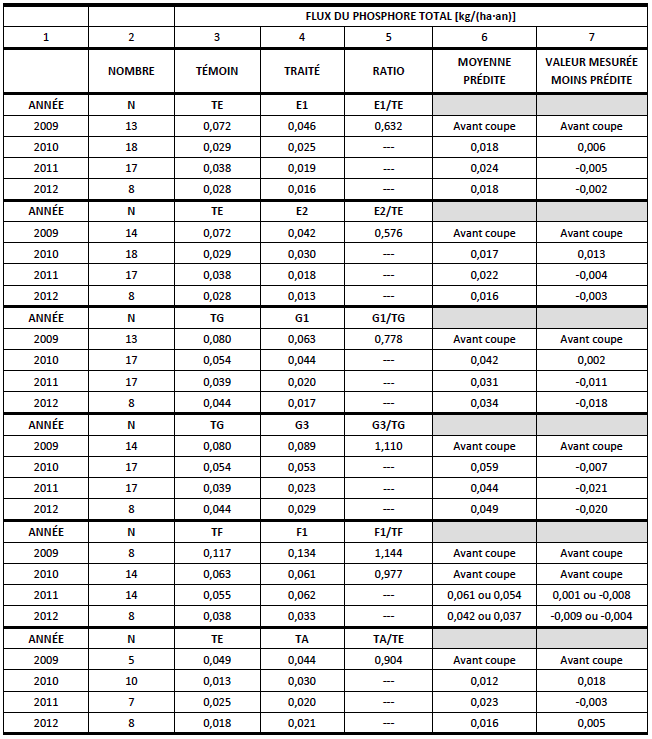 FLUX DU PHOSPHORE TOTAL [kg/(ha·an)]
1 2 3 4 5 6 7
NOMBRE TÉMOIN TRAITÉ RATIO MOYENNE PRÉDITE VALEUR MESURÉE MOINS PRÉDITE
ANNÉE N TE E1 E1/TE
2009 13 0,072 0,046 0,632 Avant coupe Avant coupe
2010 18 0,029 0,025 --- 0,018 0,006
2011 17 0,038 0,019 --- 0,024 -0,005
2012 8 0,028 0,016 --- 0,018 -0,002
ANNÉE N TE E2 E2/TE
2009 14 0,072 0,042 0,576 Avant coupe Avant coupe
2010 18 0,029 0,030 --- 0,017 0,013
2011 17 0,038 0,018 --- 0,022 -0,004
2012 8 0,028 0,013 --- 0,016 -0,003
ANNÉE N TG G1 G1/TG
2009 13 0,080 0,063 0,778 Avant coupe Avant coupe
2010 17 0,054 0,044 --- 0,042 0,002
2011 17 0,039 0,020 --- 0,031 -0,011
2012 8 0,044 0,017 --- 0,034 -0,018
ANNÉE N TG G3 G3/TG
2009 14 0,080 0,089 1,110 Avant coupe Avant coupe
2010 17 0,054 0,053 --- 0,059 -0,007
2011 17 0,039 0,023 --- 0,044 -0,021
2012 8 0,044 0,029 --- 0,049 -0,020
ANNÉE N TF F1 F1/TF
2009 8 0,117 0,134 1,144 Avant coupe Avant coupe
2010 14 0,063 0,061 0,977 Avant coupe Avant coupe
2011 14 0,055 0,062 --- 0,061 ou 0,054 0,001 ou -0,008
2012 8 0,038 0,033 --- 0,042 ou 0,037 -0,009 ou -0,004
ANNÉE N TE TA TA/TE
2009 5 0,049 0,044 0,904 Avant coupe Avant coupe
2010 10 0,013 0,030 --- 0,012 0,018
2011 7 0,025 0,020 --- 0,023 -0,003
2012 8 0,018 0,021 --- 0,016 0,005